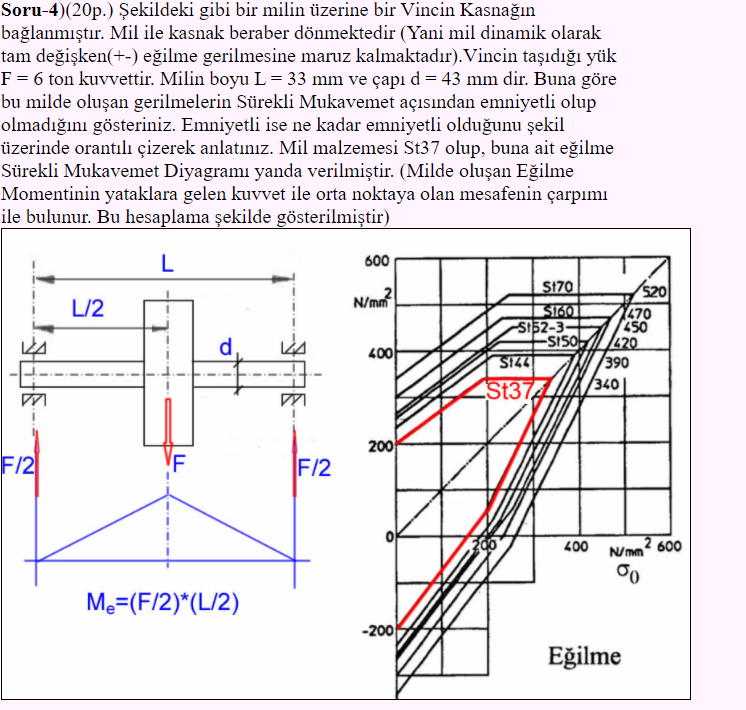 Soru-4)(20p.) Şekildeki gibi bir milin üzerine bir Vincin Kasnağın
bağlanmıştır. Mil ile kasnak beraber dönmektedir (Yani mil dinamik olarak
tam değişken(+-) eğilme gerilmesine maruz kalmaktadır).Vincin taşıdığı yük
F = 6 ton kuvvettir. Milin boyu L = 33 mm ve çapı d = 43 mm dir. Buna göre
bu milde oluşan gerilmelerin Sürekli Mukavemet açısından emniyetli olup
olmadığını gösteriniz. Emniyetli ise ne kadar emniyetli olduğunu şekil
üzerinde orantılı çizerek anlatınız. Mil malzemesi St37 olup, buna ait eğilme
Sürekli Mukavemet Diyagramı yanda verilmiştir. (Milde oluşan Eğilme
Momentinin yataklara gelen kuvvet ile orta noktaya olan mesafenin çarpımı
ile bulunur. Bu hesaplama şekilde gösterilmiştir)
L
L/2
d
F/2
F
F/2
Me=(F/2)*(L/2)
600
N/mm2
400
200
0
-200
St70
St60
St52-3
St50
St44
St37
520
470
450
420
390
340
200
400
N/mm2 600
σ0
Eğilme